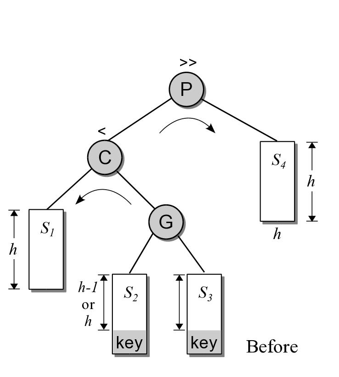 >>
P
<
C
S4
h
S1
h
G
h
h-1
or
h
S2
S3
key
key
Before